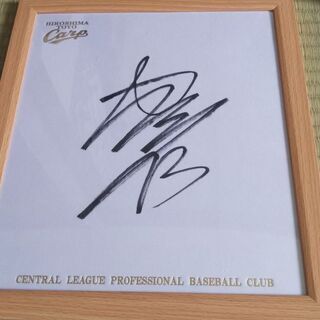 HIROSHIMA
TOYO
Carp
CENTRAL LEAGUE PROFESSIONAL BASEBALL CLUB